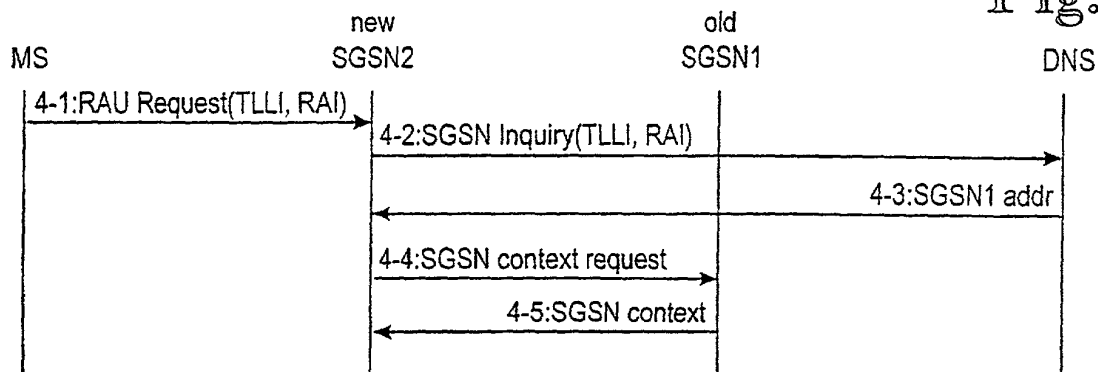 Fig.
new
SGSN2
old
SGSN1
MS
DNS
4-1:RAU Request(TLLI, RAI)
4-2:SGSN Inquiry(TLLI, RAI)
4-3:SGSN1 addr
4-4:SGSN context request
4-5:SGSN context